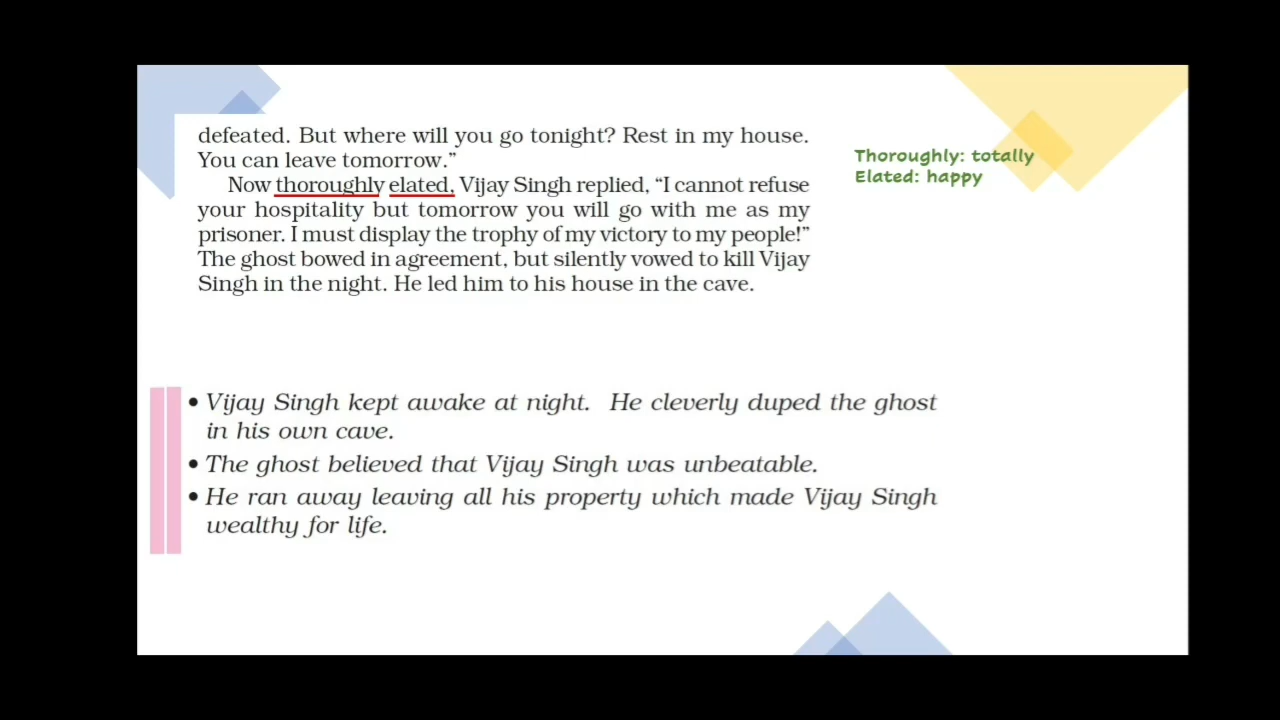 defeated. But where will you go tonight? Rest in my house.
You can leave tomorrow.”
Now thoroughly elated, Vijay Singh replied, “I cannot refuse
your hospitality but tomorrow you will go with me as my
prisoner. I must display the trophy of my victory to my people!”
The ghost bowed in agreement, but silently vowed to kill Vijay
Singh in the night. He led him to his house in the cave.
Thoroughly: totally
Elated: happy
• Vijay Singh kept awake at night. He cleverly duped the ghost
in his own cave.
• The ghost believed that Vijay Singh was unbeatable.
• He ran away leaving all his property which made Vijay Singh
wealthy for life.